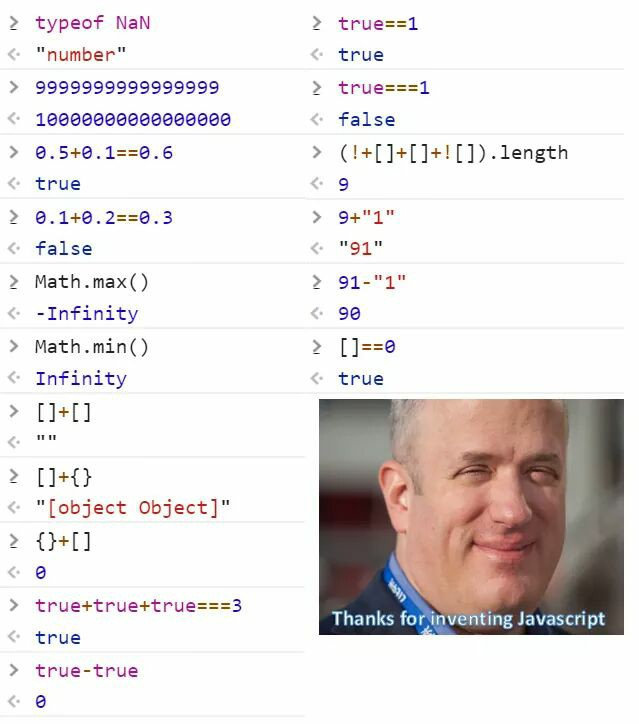 typeof NaN
"number"
9999999999999999
10000000000000000
0.5+0.1==0.6
true
0.1+0.2==0.3
false
Math.max()
-Infinity
Math.min()
Infinity
[]+[]
""
[]+{}
"[object Object]"
{}+[]
0
true+true+true===3
true
true-true
0
true==1
true
true===1
false
(!+[]+[]+![]).length
9
9+"1"
"91"
91-"1"
90
[]==0
true
Thanks for inventing Javascript